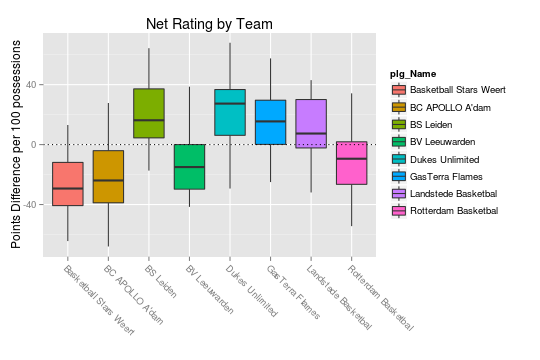 Net Rating by Team
Points Difference per 100 possessions
40
0
-40
Basketball Stars Weert
BC APOLLO A'dam
BS Leiden
BV Leeuwarden
Dukes Unlimited
GasTerra Flames
Landstede Basketbal
Rotterdam Basketbal
plg_Name
Basketball Stars Weert
BC APOLLO A'dam
BS Leiden
BV Leeuwarden
Dukes Unlimited
GasTerra Flames
Landstede Basketbal
Rotterdam Basketbal